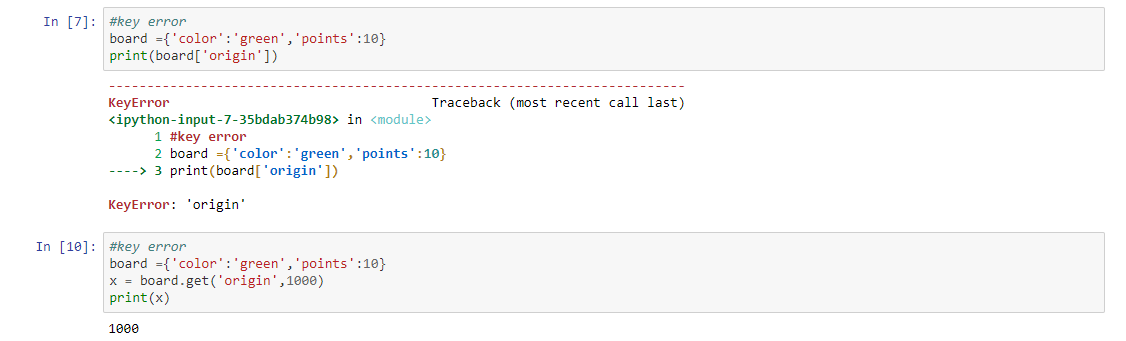 In [7]: #key error
board ={'color':'green','points':10}
print(board['origin'])
---------------------------------------------------------------------------
KeyError                                  Traceback (most recent call last)
<ipython-input-7-35bdab374b98> in <module>
      1 #key error
      2 board ={'color':'green','points':10}
----> 3 print(board['origin'])
KeyError: 'origin'
In [10]: #key error
board ={'color':'green','points':10}
x = board.get('origin',1000)
print(x)
1000